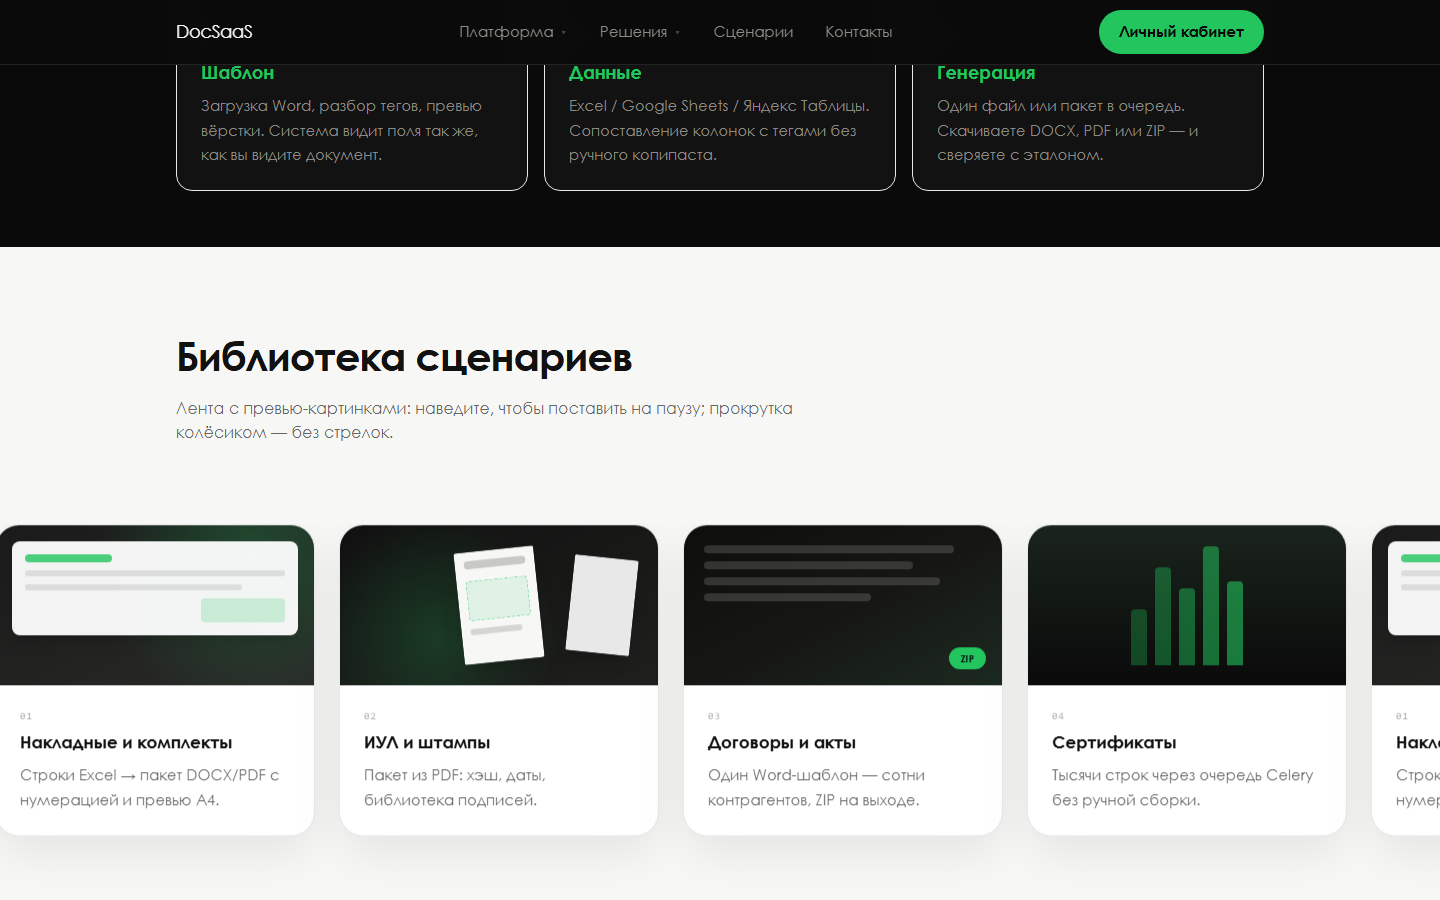 DocSaaS
Платформа
Решения
Сценарии
Контакты
Личный кабинет
Шаблон
Загрузка Word, разбор тегов, превью
вёрстки. Система видит поля так же,
как вы видите документ.
Данные
Excel / Google Sheets / Яндекс Таблицы.
Сопоставление колонок с тегами без
ручного копипаста.
Генерация
Один файл или пакет в очередь.
Скачиваете DOCX, PDF или ZIP — и
сверяете с эталоном.
Библиотека сценариев
Лента с превью-картинками: наведите, чтобы поставить на паузу; прокрутка
колёсиком — без стрелок.
01
Накладные и комплекты
Строки Excel → пакет DOCX/PDF с
нумерацией и превью A4.
02
ИУЛ и штампы
Пакет из PDF: хэш, даты,
библиотека подписей.
ZIP
03
Договоры и акты
Один Word-шаблон — сотни
контрагентов, ZIP на выходе.
04
Сертификаты
Тысячи строк через очередь Celery
без ручной сборки.
01